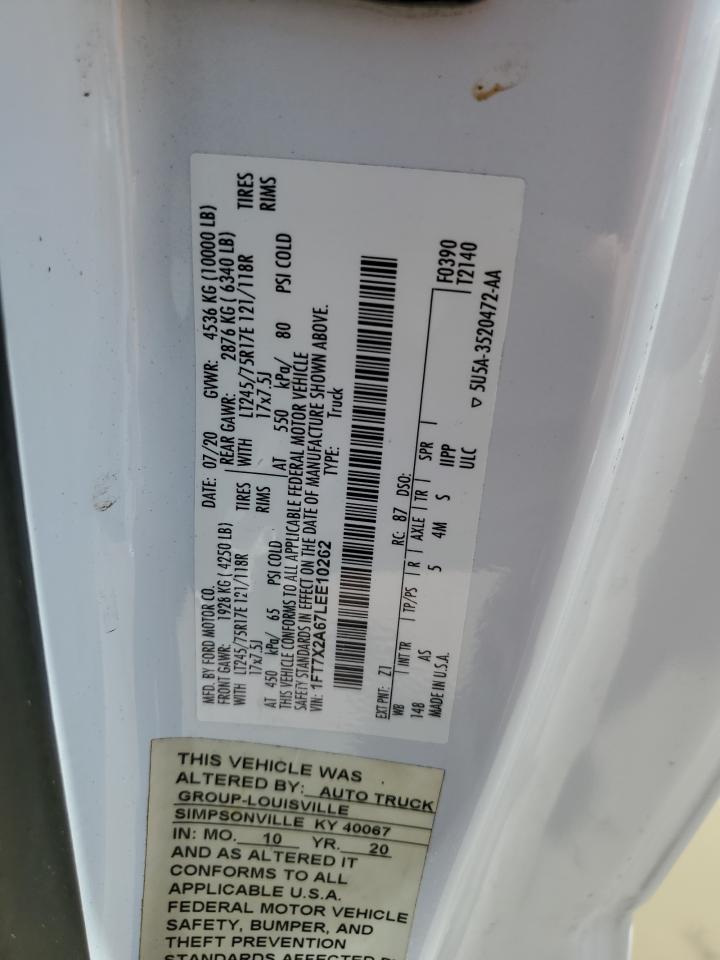 MFD. BY FORD MOTOR CO.
DATE: 07/20 GVWR: 4536 KG (10000 LB)
FRONT GAWR: 1928 KG ( 4250 LB) REAR GAWR: 2876 KG ( 6340 LB)
WITH LT245/75R17E 121/118R TIRES WITH LT245/75R17E 121/118R TIRES
17x7.5J RIMS 17x7.5J RIMS
AT 450 kPa/ 65 PSI COLD AT 550 kPa/ 80 PSI COLD
THIS VEHICLE CONFORMS TO ALL APPLICABLE FEDERAL MOTOR VEHICLE
SAFETY STANDARDS IN EFFECT ON THE DATE OF MANUFACTURE SHOWN ABOVE.
VIN: 1FT7X2A67LEE10262 TYPE: Truck
EXT PNT: Z1 RC: 87 DSO:
WB INT TR TP/PS R AXLE TR SPR F0390
148 AS 5 4M S IIPP T2140
MADE IN U.S.A. ULC ▽ 5U5A-3520472-AA
THIS VEHICLE WAS
ALTERED BY: AUTO TRUCK
GROUP-LOUISVILLE
SIMPSONVILLE KY 40067
IN: MO. 10 YR. 20
AND AS ALTERED IT
CONFORMS TO ALL
APPLICABLE U.S.A.
FEDERAL MOTOR VEHICLE
SAFETY, BUMPER, AND
THEFT PREVENTION
STANDARDS AFFECTED